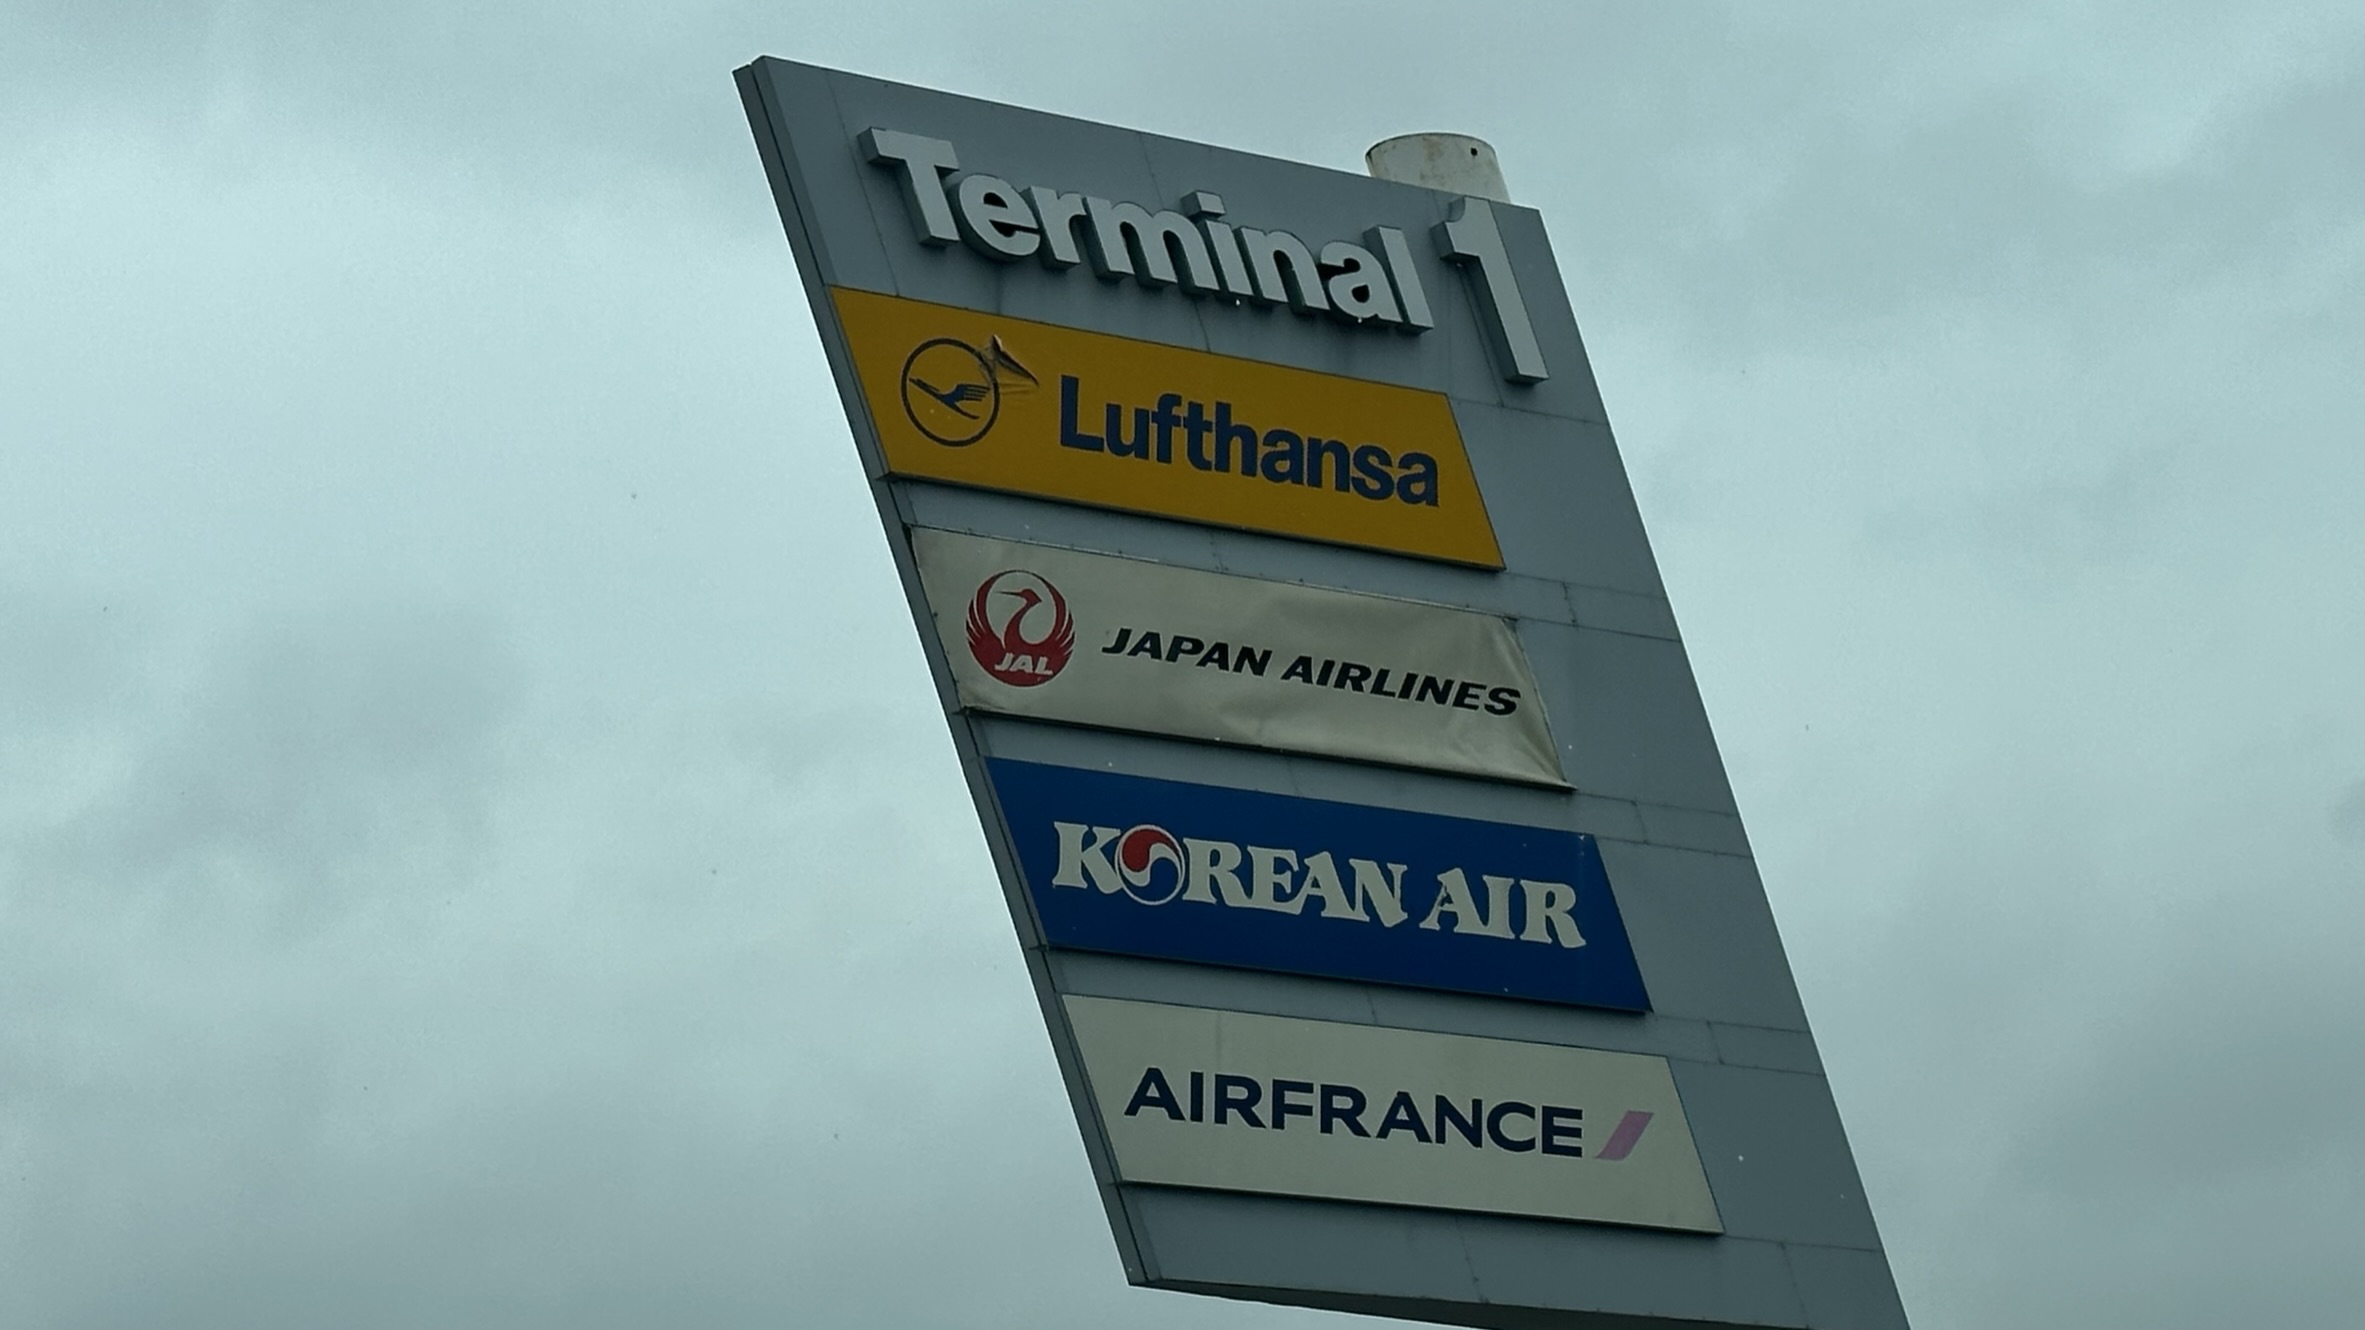 Terminal 1
Lufthansa
JAL
JAPAN AIRLINES
KOREAN AIR
AIRFRANCE